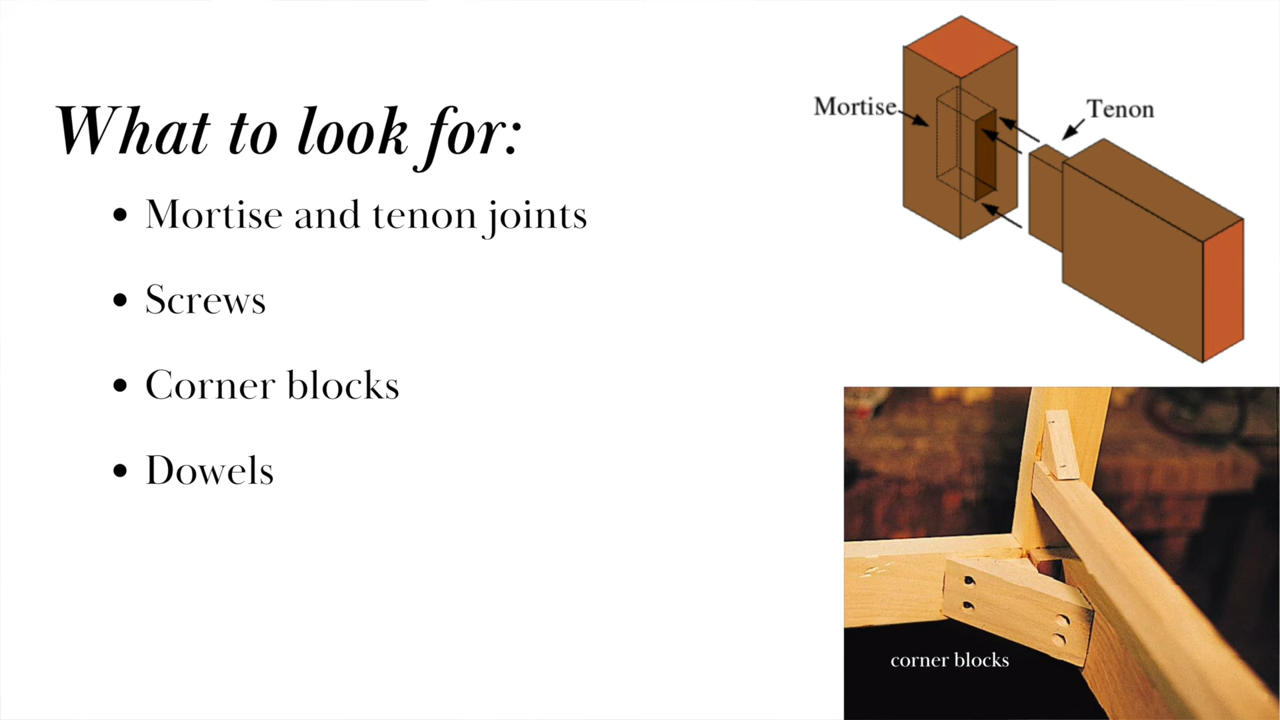 What to look for:
• Mortise and tenon joints
• Screws
• Corner blocks
• Dowels
Mortise
Tenon
corner blocks